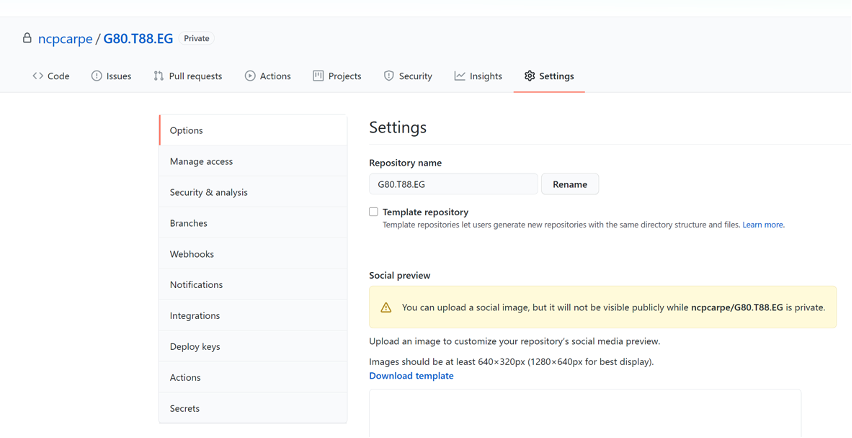 ncpcarpe / G80.T88.EG Private
Code Issues Pull requests Actions Projects Security Insights Settings
Options
Manage access
Security & analysis
Branches
Webhooks
Notifications
Integrations
Deploy keys
Actions
Secrets
Settings
Repository name
G80.T88.EG Rename
Template repository
Template repositories let users generate new repositories with the same directory structure and files. Learn more.
Social preview
You can upload a social image, but it will not be visible publicly while ncpcarpe/G80.T88.EG is private.
Upload an image to customize your repository's social media preview.
Images should be at least 640×320px (1280×640px for best display).
Download template